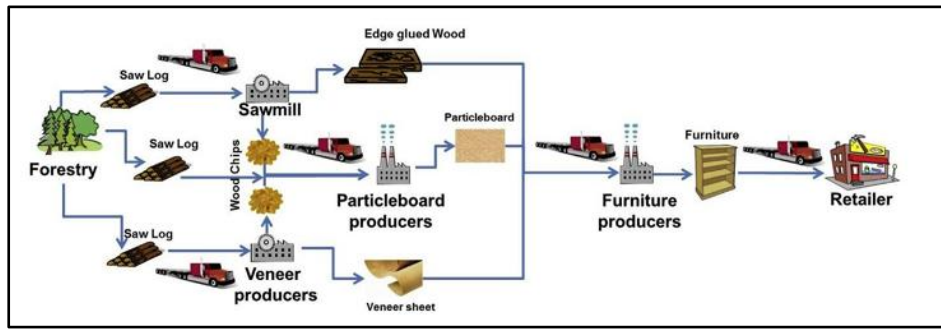 Edge glued Wood
Saw Log
Sawmill
Particleboard
Saw Log
Furniture
Forestry
Wood Chips
Particleboard
producers
Furniture
producers
Retailer
Saw Log
Veneer
producers
Veneer sheet